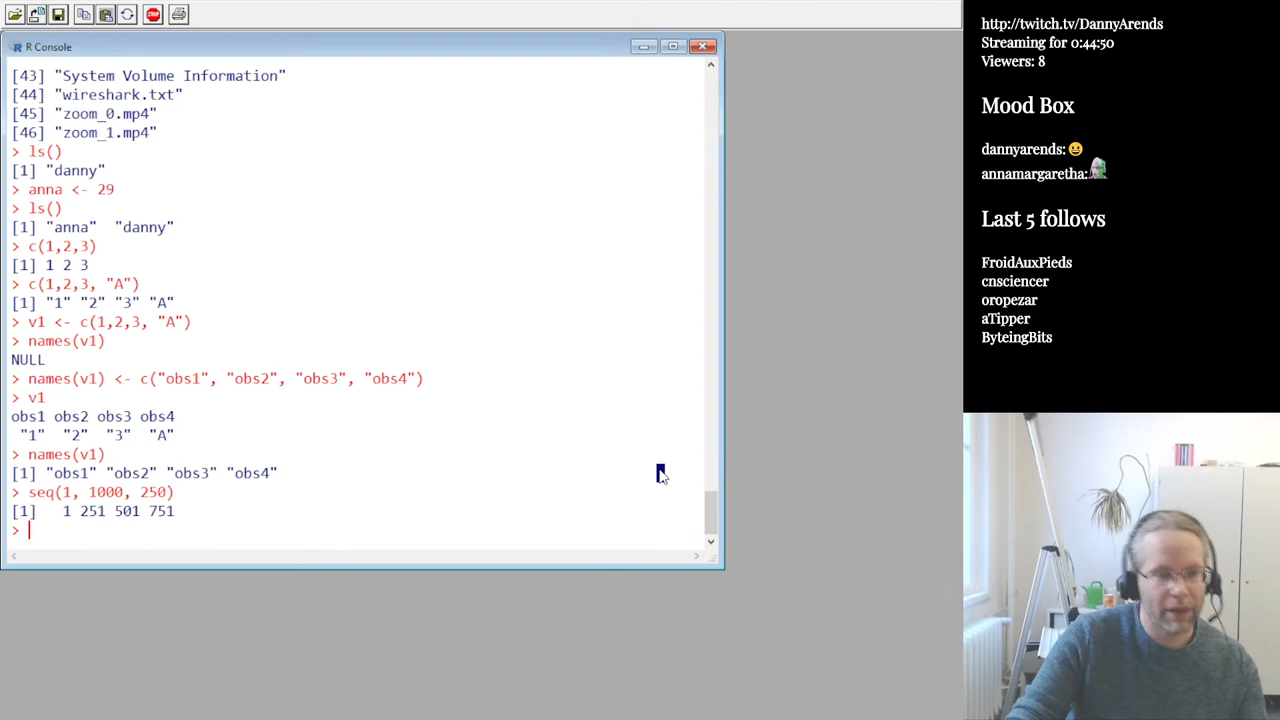 R Console
[43] "System Volume Information"
[44] "wireshark.txt"
[45] "zoom_0.mp4"
[46] "zoom_1.mp4"
> ls()
[1] "danny"
> anna <- 29
> ls()
[1] "anna"  "danny"
> c(1,2,3)
[1] 1 2 3
> c(1,2,3, "A")
[1] "1" "2" "3" "A"
> v1 <- c(1,2,3, "A")
> names(v1)
NULL
> names(v1) <- c("obs1", "obs2", "obs3", "obs4")
> v1
obs1 obs2 obs3 obs4
 "1"  "2"  "3"  "A"
> names(v1)
[1] "obs1" "obs2" "obs3" "obs4"
> seq(1, 1000, 250)
[1]   1 251 501 751
>
STOP
http://twitch.tv/DannyArends
Streaming for 0:44:50
Viewers: 8
Mood Box
dannyarends:😀
annamargaretha:
Last 5 follows
FroidAuxPieds
cnsciencer
oropezar
aTipper
ByteingBits